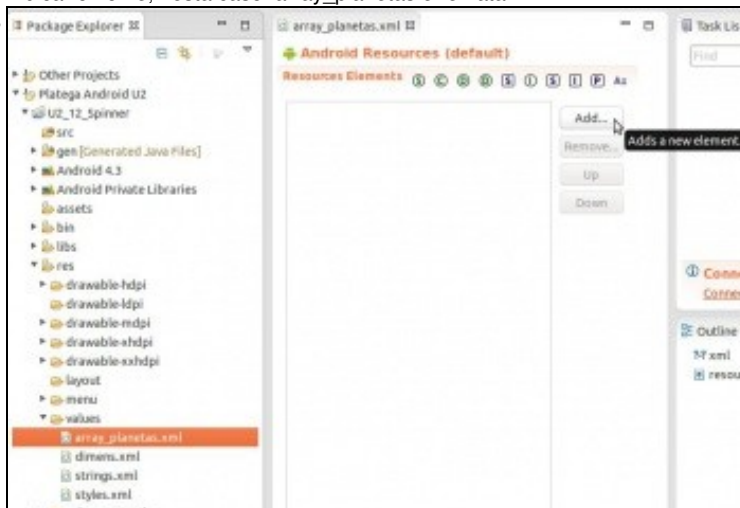 Package Explorer
Other Projects
Platega Android U2
U2_12_Spinner
src
gen [Generated Java Files]
Android 4.3
Android Private Libraries
assets
bin
libs
res
drawable-hdpi
drawable-ldpi
drawable-mdpi
drawable-xhdpi
drawable-xxhdpi
layout
menu
values
array_planetas.xml
dimens.xml
strings.xml
styles.xml
array_planetas.xml
Android Resources (default)
Resources Elements S C D D S I S I P Az
Add...
Remove...
Up
Down
Adds a new element.
Task Lis
Find
Conne
Connec
Outline
xml
resou